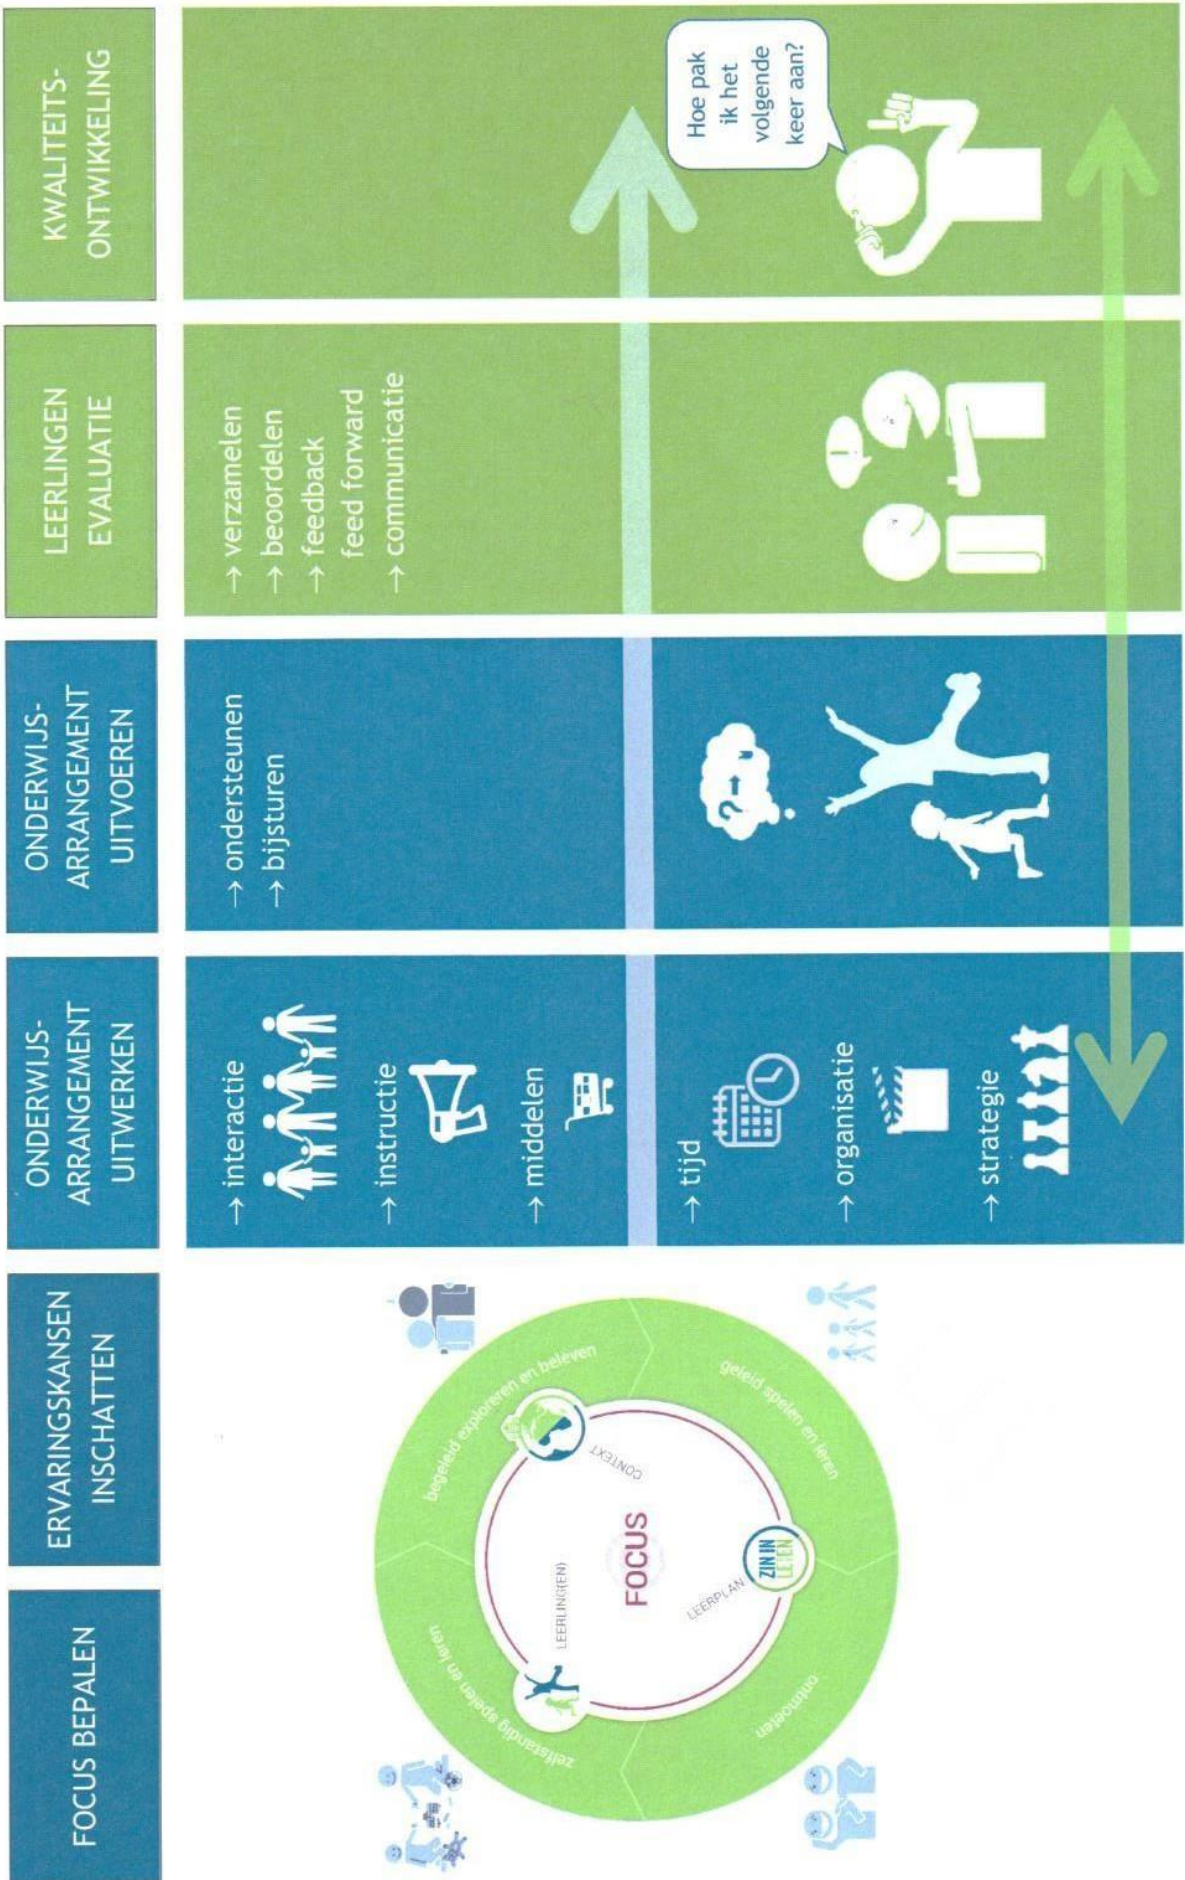 FOCUS BEPALEN
ERVARINGSKANSEN
INSCHATTEN
ONDERWIJS-
ARRANGEMENT
UITWERKEN
ONDERWIJS-
ARRANGEMENT
UITVOEREN
LEERLINGEN
EVALUATIE
KWALITEITS-
ONTWIKKELING
zelfstandig spelen en leren
begeleid exploreren en beleven
geleid spelen en leren
ontmoeten
LEERLING(EN)
CONTEXT
FOCUS
LEERPLAN
ZIN IN
LEREN
→ interactie
→ instructie
→ middelen
→ tijd
→ organisatie
→ strategie
→ ondersteunen
→ bijsturen
?→
→ verzamelen
→ beoordelen
→ feedback
feed forward
→ communicatie
!
Hoe pak
ik het
volgende
keer aan?